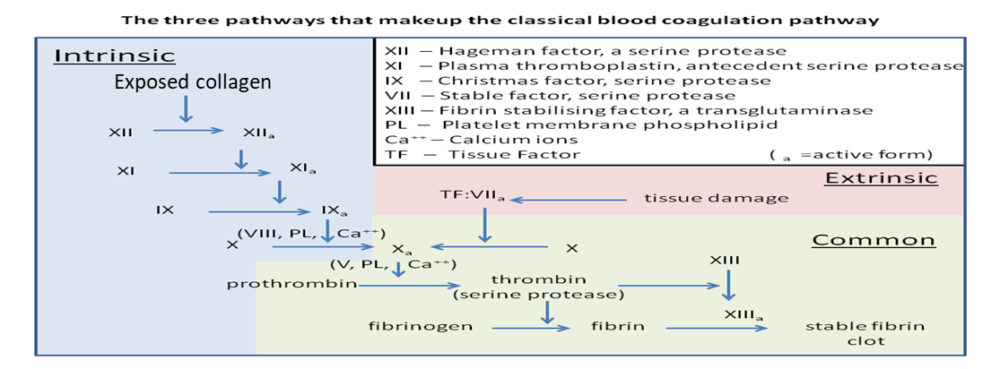 The three pathways that makeup the classical blood coagulation pathway
Intrinsic
Exposed collagen
XII
XIIa
XI
XIa
IX
IXa
(VIII, PL, Ca++)
X
XII – Hageman factor, a serine protease
XI – Plasma thromboplastin, antecedent serine protease
IX – Christmas factor, serine protease
VII – Stable factor, serine protease
XIII – Fibrin stabilising factor, a transglutaminase
PL – Platelet membrane phospholipid
Ca++ – Calcium ions
TF – Tissue Factor ( a =active form)
Extrinsic
TF:VIIa
tissue damage
Common
Xa
X
(V, PL, Ca++)
XIII
prothrombin
thrombin
(serine protease)
XIIIa
fibrinogen
fibrin
stable fibrin
clot